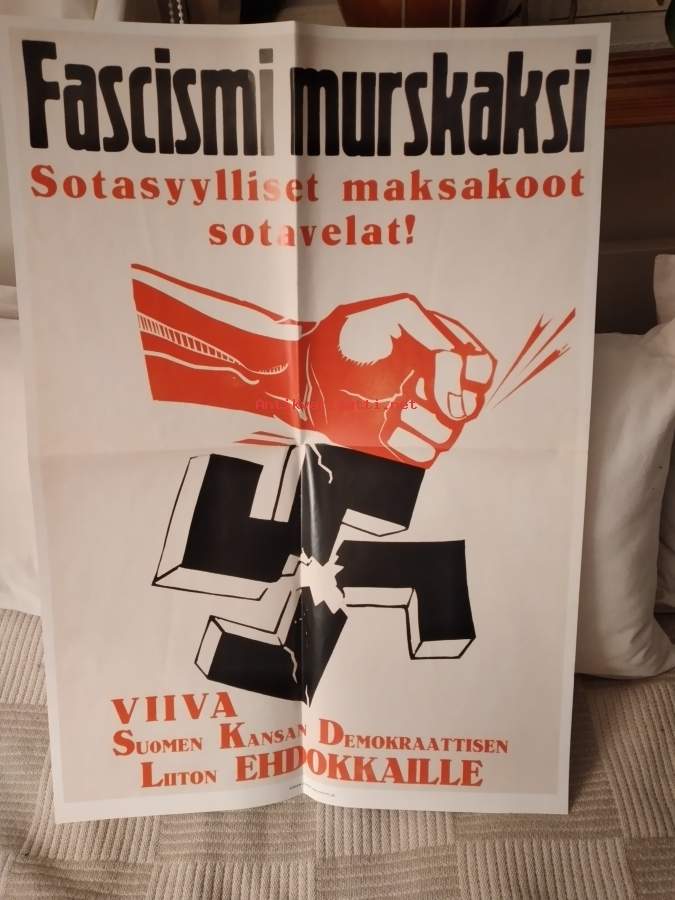 Fascismi murskaksi
Sotasyylliset maksakoot
sotavelat!
VIIVA
SUOMEN KANSAN DEMOKRAATTISEN
LIITON EHDOKKAILLE